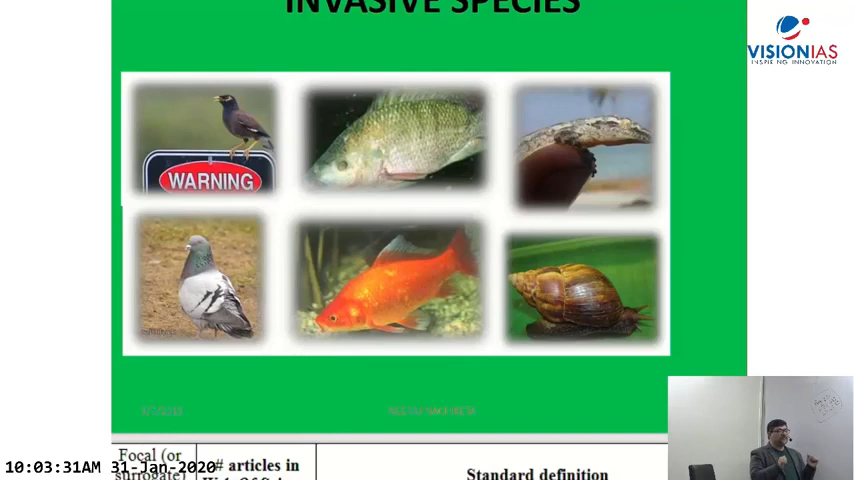 INVASIVE SPECIES
VISIONIAS
INSPIRING INNOVATION
WARNING
Focal (or
surrogate)
# articles in
Standard definition
10:03:31AM 31-Jan-2020